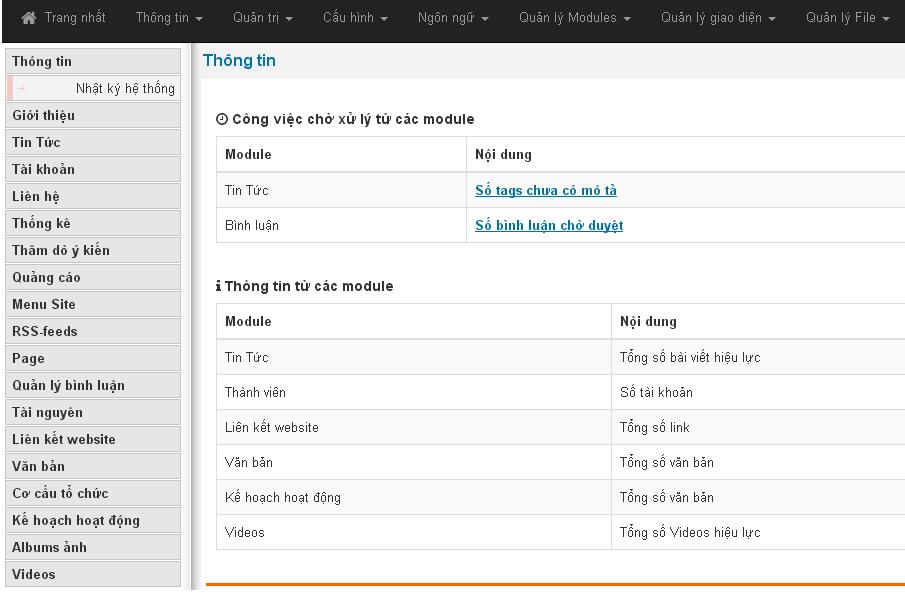 Trang nhất Thông tin Quản trị Cấu hình Ngôn ngữ Quản lý Modules Quản lý giao diện Quản lý File
Thông tin
Nhật ký hệ thống
Giới thiệu
Tin Tức
Tài khoản
Liên hệ
Thống kê
Thăm dò ý kiến
Quảng cáo
Menu Site
RSS-feeds
Page
Quản lý bình luận
Tài nguyên
Liên kết website
Văn bản
Cơ cấu tổ chức
Kế hoạch hoạt động
Albums ảnh
Videos
Thông tin
Công việc chờ xử lý từ các module
Module Nội dung
Tin Tức Số tags chưa có mô tả
Bình luận Số bình luận chờ duyệt
Thông tin từ các module
Module Nội dung
Tin Tức Tổng số bài viết hiệu lực
Thành viên Số tài khoản
Liên kết website Tổng số link
Văn bản Tổng số văn bản
Kế hoạch hoạt động Tổng số văn bản
Videos Tổng số Videos hiệu lực